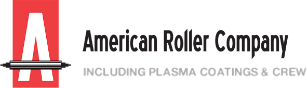 A
American Roller Company
INCLUDING PLASMA COATINGS & CREW